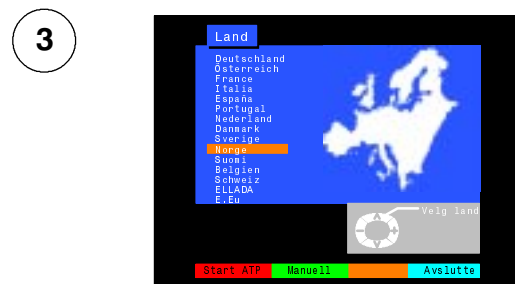 3
Land
Deutschland
Österreich
France
Italia
España
Portugal
Nederland
Danmark
Sverige
Norge
Suomi
Belgien
Schweiz
ELLADA
E.Eu
Velg land
Start ATP Manuell Avslutte